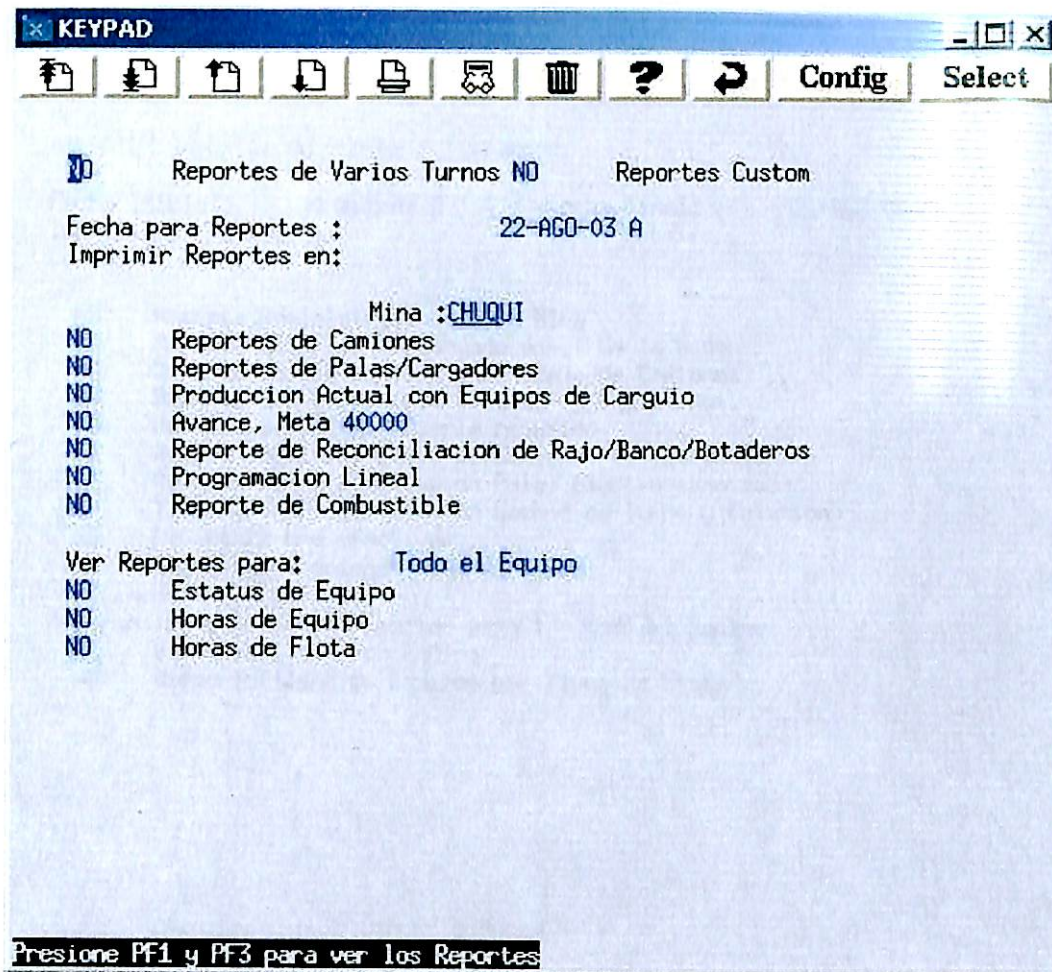 KEYPAD
Config Select
NO Reportes de Varios Turnos NO Reportes Custom
Fecha para Reportes : 22-AGO-03 A
Imprimir Reportes en:
Mina :CHUQUI
NO Reportes de Camiones
NO Reportes de Palas/Cargadores
NO Produccion Actual con Equipos de Carguio
NO Avance, Meta 40000
NO Reporte de Reconciliacion de Rajo/Banco/Botaderos
NO Programacion Lineal
NO Reporte de Combustible
Ver Reportes para: Todo el Equipo
NO Estatus de Equipo
NO Horas de Equipo
NO Horas de Flota
Presione PF1 y PF3 para ver los Reportes